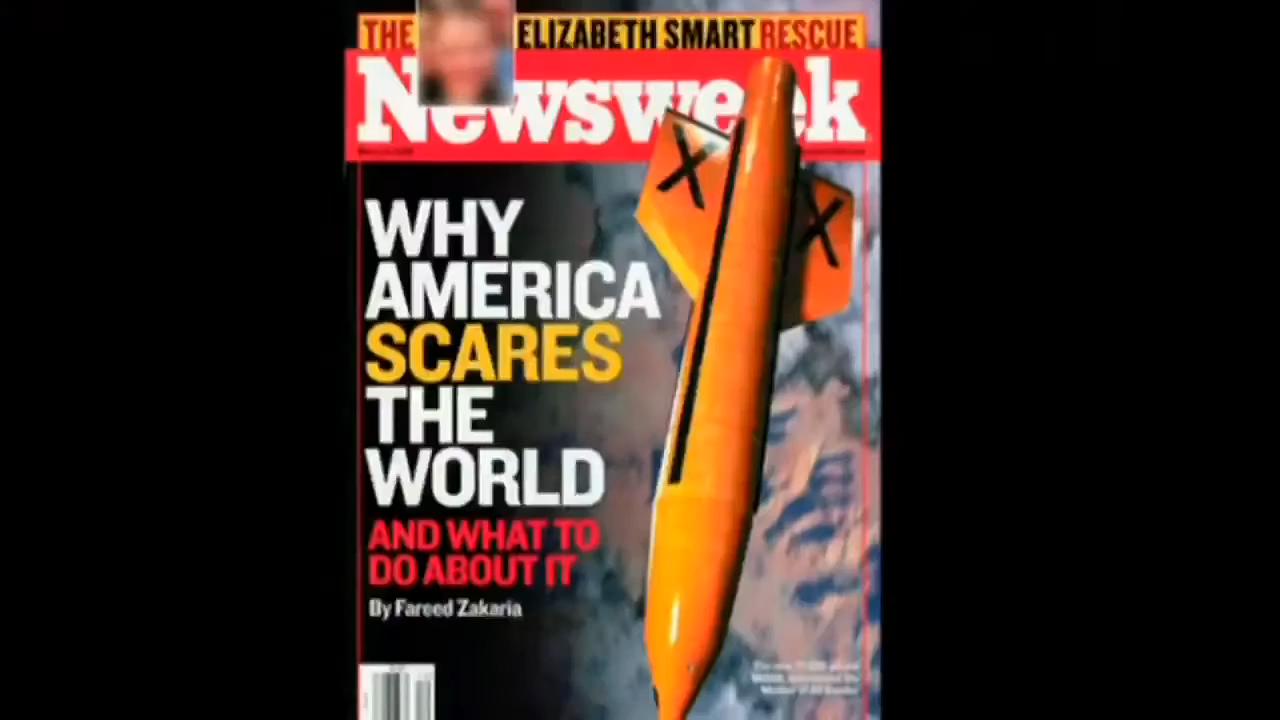 THE ELIZABETH SMART RESCUE
Newsweek
WHY
AMERICA
SCARES
THE
WORLD
AND WHAT TO
DO ABOUT IT
By Fareed Zakaria
X X